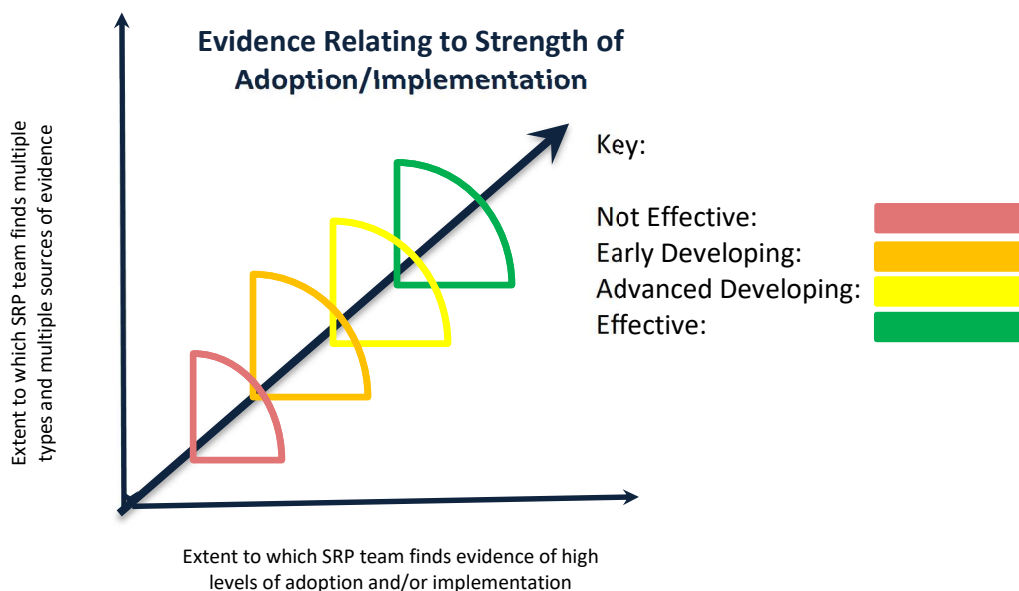 Evidence Relating to Strength of
Adoption/Implementation
Key:
Not Effective:
Early Developing:
Advanced Developing:
Effective:
Extent to which SRP team finds multiple
types and multiple sources of evidence
Extent to which SRP team finds evidence of high
levels of adoption and/or implementation